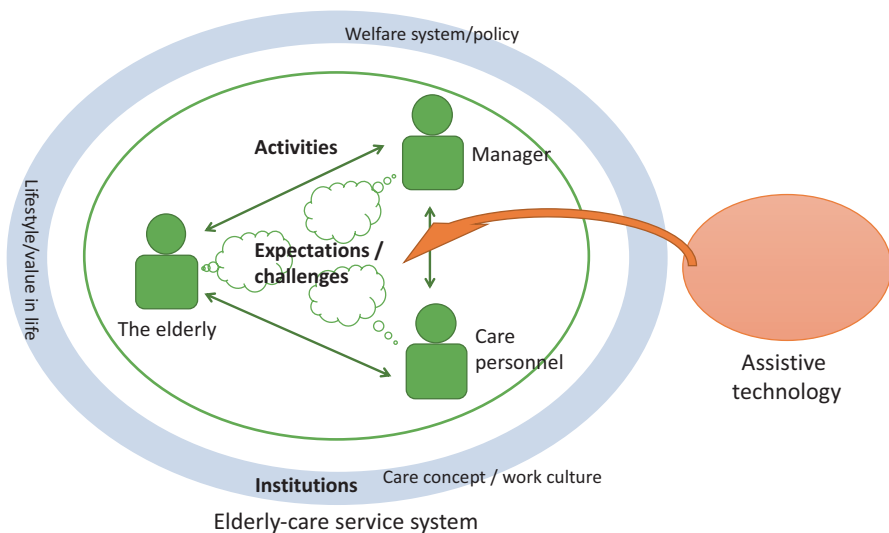 Welfare system/policy
Activities
Manager
Lifestyle/value in life
Expectations /
challenges
The elderly
Care
personnel
Assistive
technology
Institutions
Care concept / work culture
Elderly-care service system